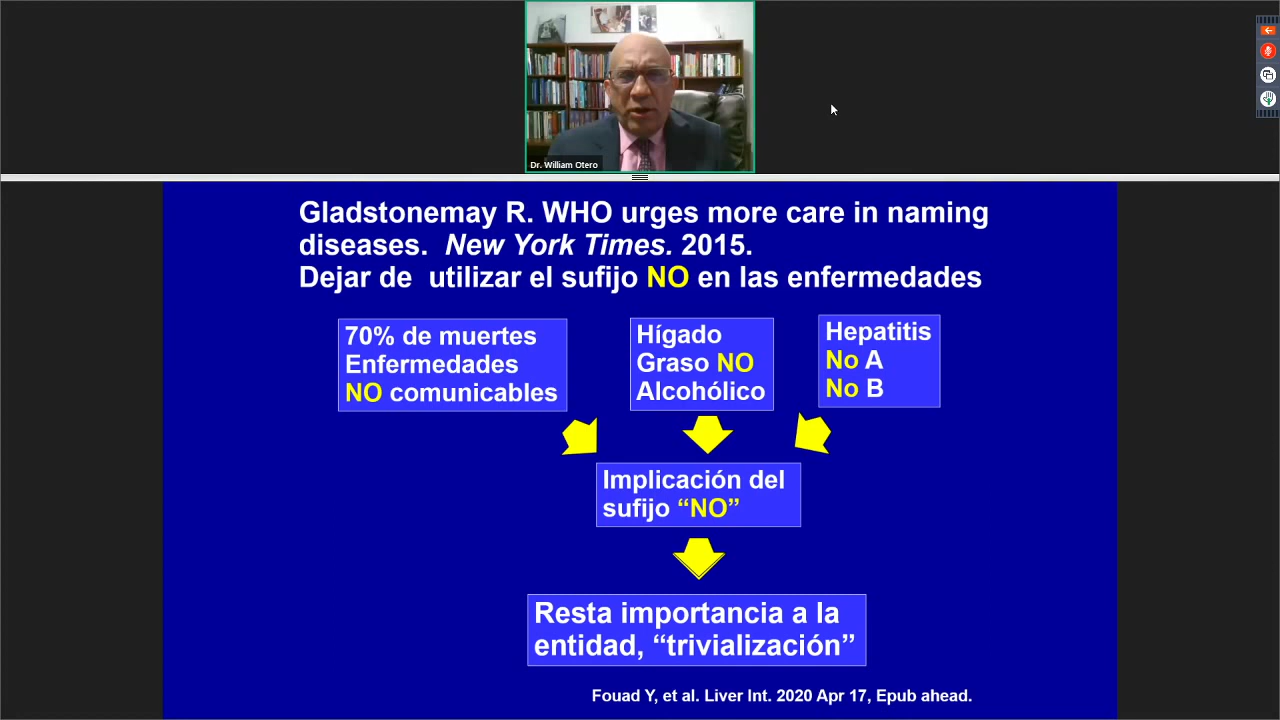 Dr. William Otero
Gladstonemay R. WHO urges more care in naming
diseases. New York Times. 2015.
Dejar de utilizar el sufijo NO en las enfermedades
70% de muertes
Enfermedades
NO comunicables
Hígado
Graso NO
Alcohólico
Hepatitis
No A
No B
Implicación del
sufijo “NO”
Resta importancia a la
entidad, “trivialización”
Fouad Y, et al. Liver Int. 2020 Apr 17, Epub ahead.